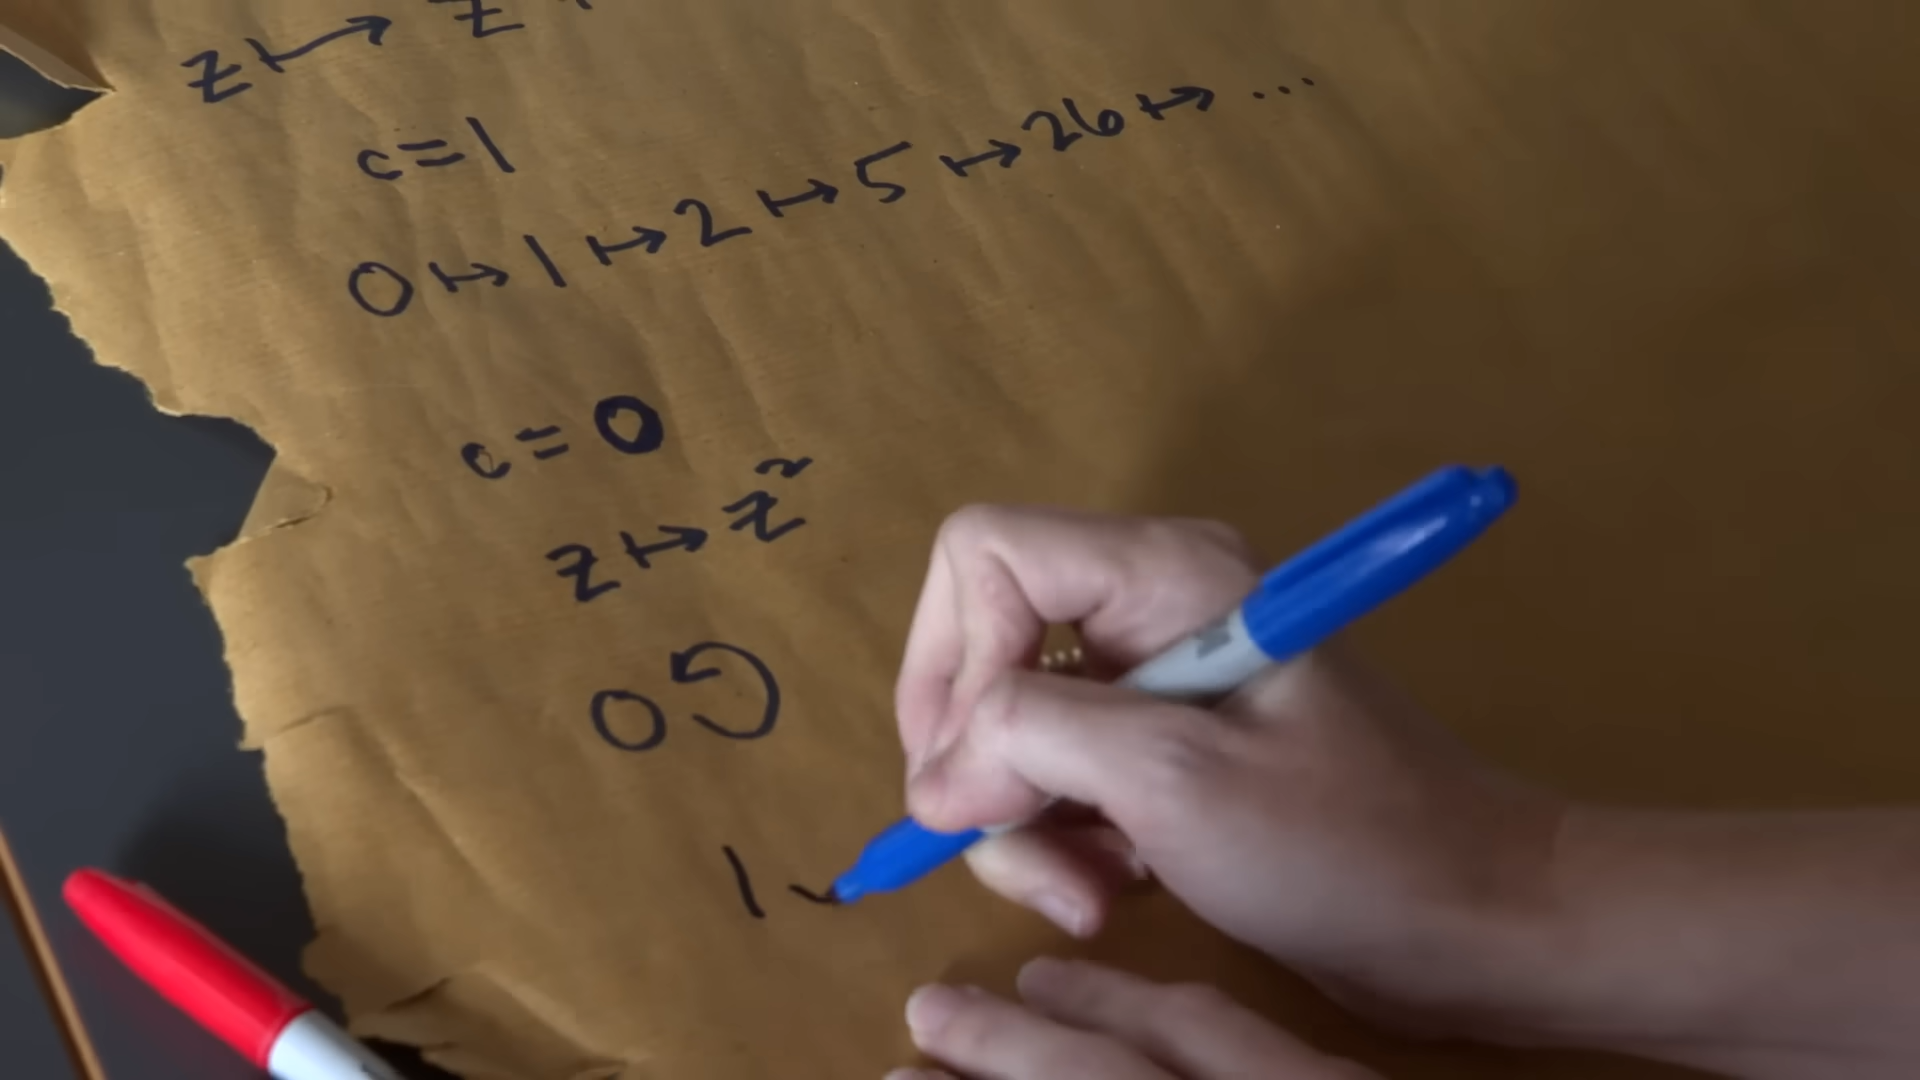 z ↦ z
c=1
0 ↦ 1 ↦ 2 ↦ 5 ↦ 26 ↦ ...
c=0
z ↦ z²
0
1